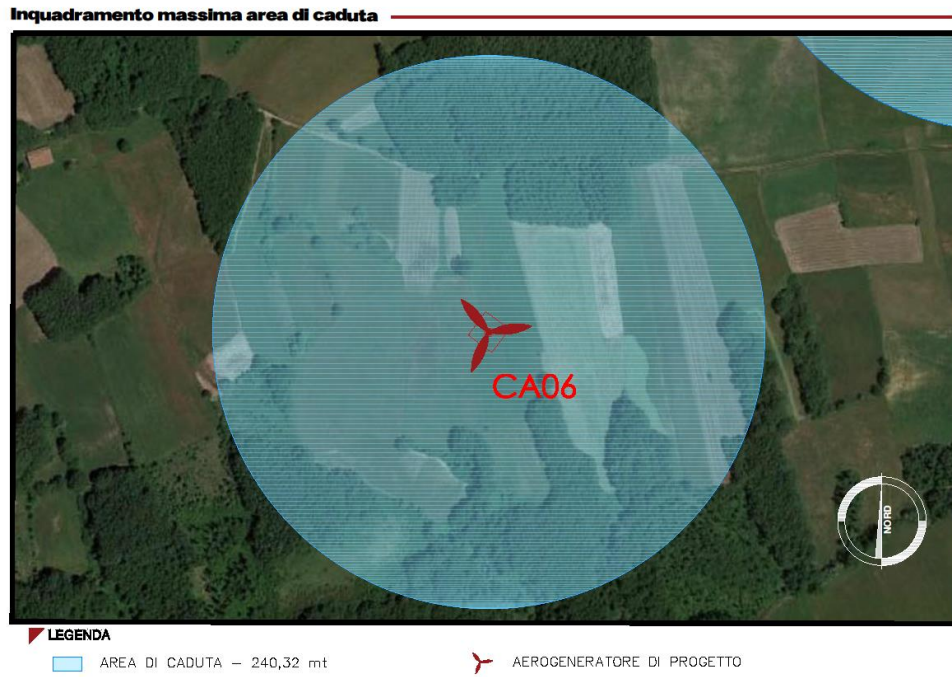 Inquadramento massima area di caduta
CA06
NORD
LEGENDA
AREA DI CADUTA – 240,32 mt
AEROGENERATORE DI PROGETTO